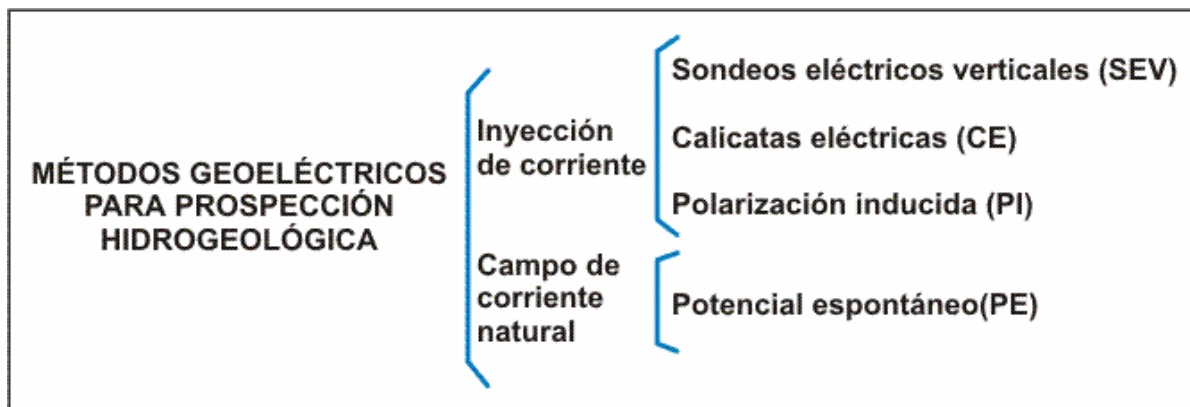 MÉTODOS GEOELÉCTRICOS
PARA PROSPECCIÓN
HIDROGEOLÓGICA
Inyección
de corriente
Sondeos eléctricos verticales (SEV)
Calicatas eléctricas (CE)
Polarización inducida (PI)
Campo de
corriente
natural
Potencial espontáneo(PE)